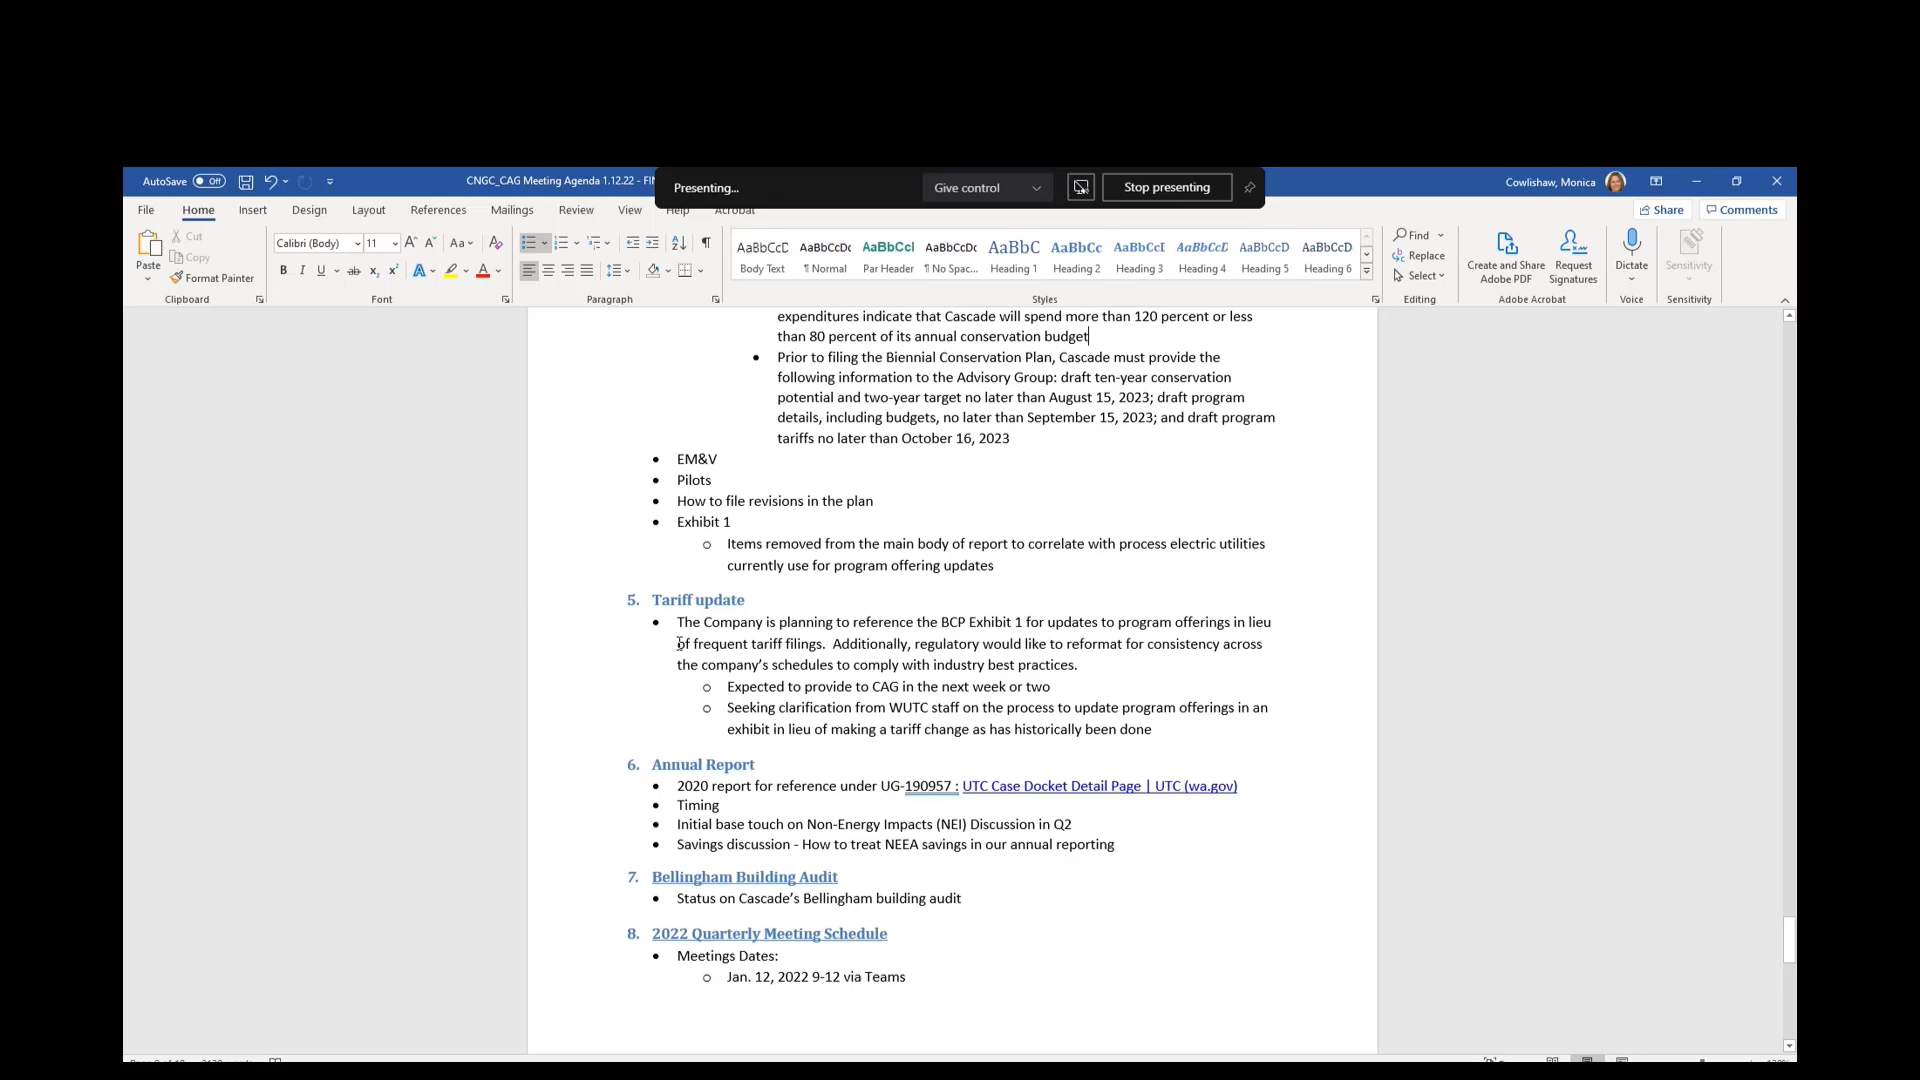 AutoSave Off
CNGC_CAG Meeting Agenda 1.12.22 - FI
Presenting...
Give control
Stop presenting
Cowlishaw, Monica
File Home Insert Design Layout References Mailings Review View Help Acrobat
Share Comments
Paste
Cut
Copy
Format Painter
Clipboard
Calibri (Body) 11
Font
Paragraph
AaBbCcD AaBbCcDc AaBbCcI AaBbCcDc AaBbC AaBbCc AaBbCcI AaBbCcD AaBbCcD AaBbCcD
Body Text ¶ Normal Par Header ¶ No Spac... Heading 1 Heading 2 Heading 3 Heading 4 Heading 5 Heading 6
Styles
Find
Replace
Select
Editing
Create and Share
Adobe PDF
Request
Signatures
Adobe Acrobat
Dictate
Voice
Sensitivity
Sensitivity
expenditures indicate that Cascade will spend more than 120 percent or less
than 80 percent of its annual conservation budget
• Prior to filing the Biennial Conservation Plan, Cascade must provide the
following information to the Advisory Group: draft ten-year conservation
potential and two-year target no later than August 15, 2023; draft program
details, including budgets, no later than September 15, 2023; and draft program
tariffs no later than October 16, 2023
• EM&V
• Pilots
• How to file revisions in the plan
• Exhibit 1
o Items removed from the main body of report to correlate with process electric utilities
currently use for program offering updates
5. Tariff update
• The Company is planning to reference the BCP Exhibit 1 for updates to program offerings in lieu
of frequent tariff filings.  Additionally, regulatory would like to reformat for consistency across
the company’s schedules to comply with industry best practices.
o Expected to provide to CAG in the next week or two
o Seeking clarification from WUTC staff on the process to update program offerings in an
exhibit in lieu of making a tariff change as has historically been done
6. Annual Report
• 2020 report for reference under UG-190957 : UTC Case Docket Detail Page | UTC (wa.gov)
• Timing
• Initial base touch on Non-Energy Impacts (NEI) Discussion in Q2
• Savings discussion - How to treat NEEA savings in our annual reporting
7. Bellingham Building Audit
• Status on Cascade’s Bellingham building audit
8. 2022 Quarterly Meeting Schedule
• Meetings Dates:
o Jan. 12, 2022 9-12 via Teams